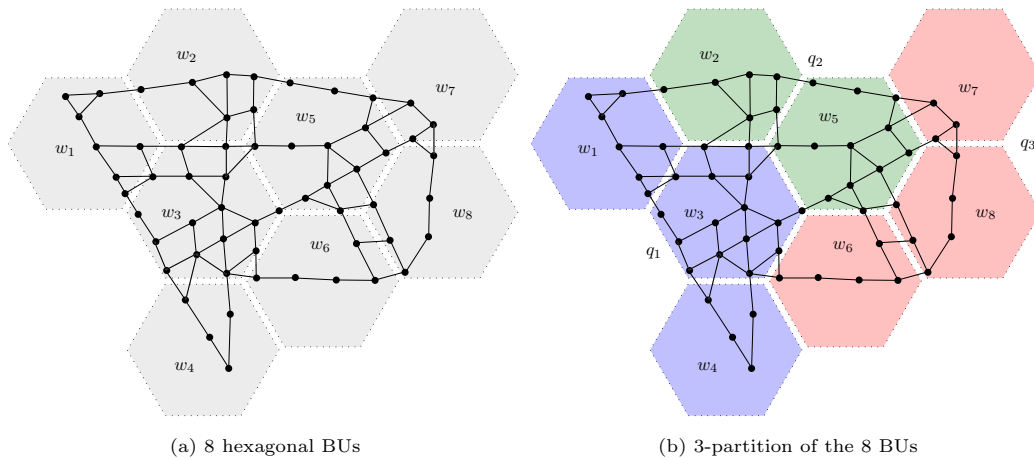 w2
w7
w5
w1
w3
w8
w6
w4
(a) 8 hexagonal BUs
w2
q2
w7
w5
q3
w1
w3
w8
q1
w6
w4
(b) 3-partition of the 8 BUs